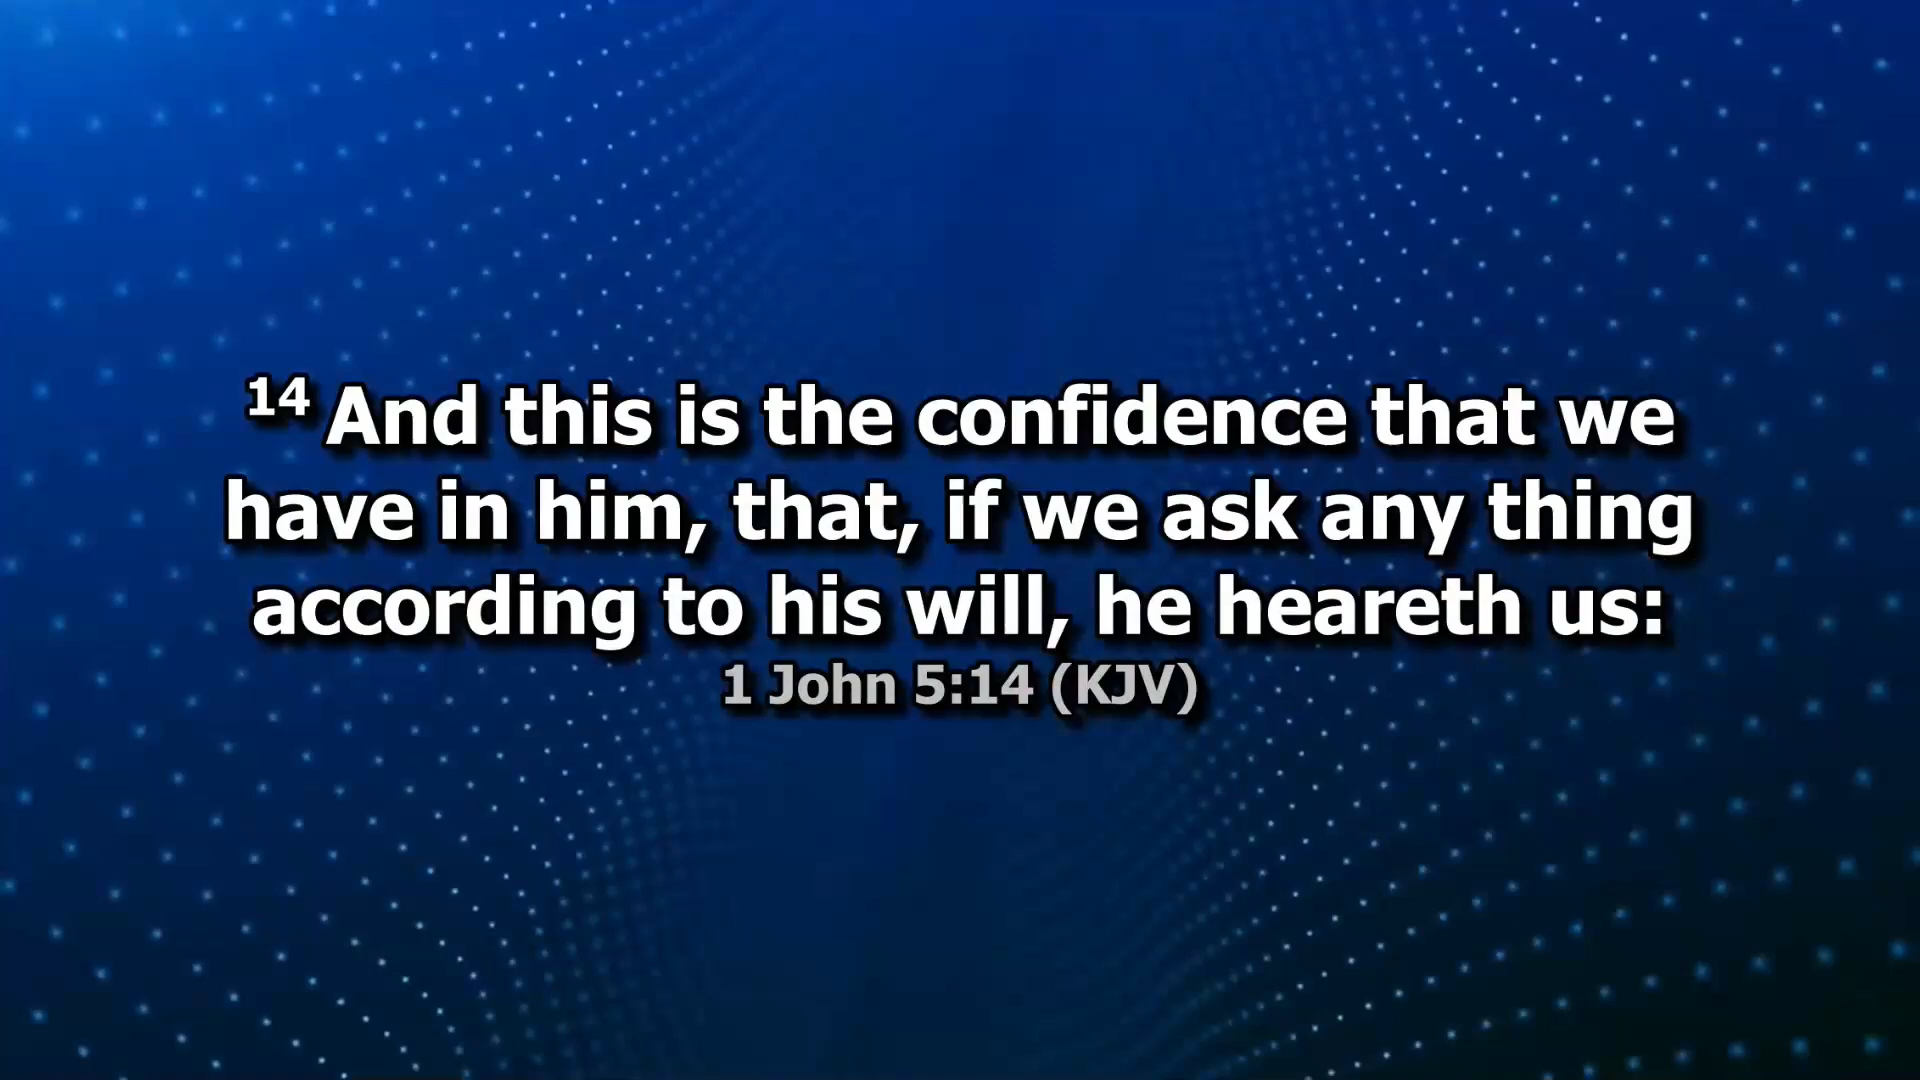 14 And this is the confidence that we
have in him, that, if we ask any thing
according to his will, he heareth us:
1 John 5:14 (KJV)